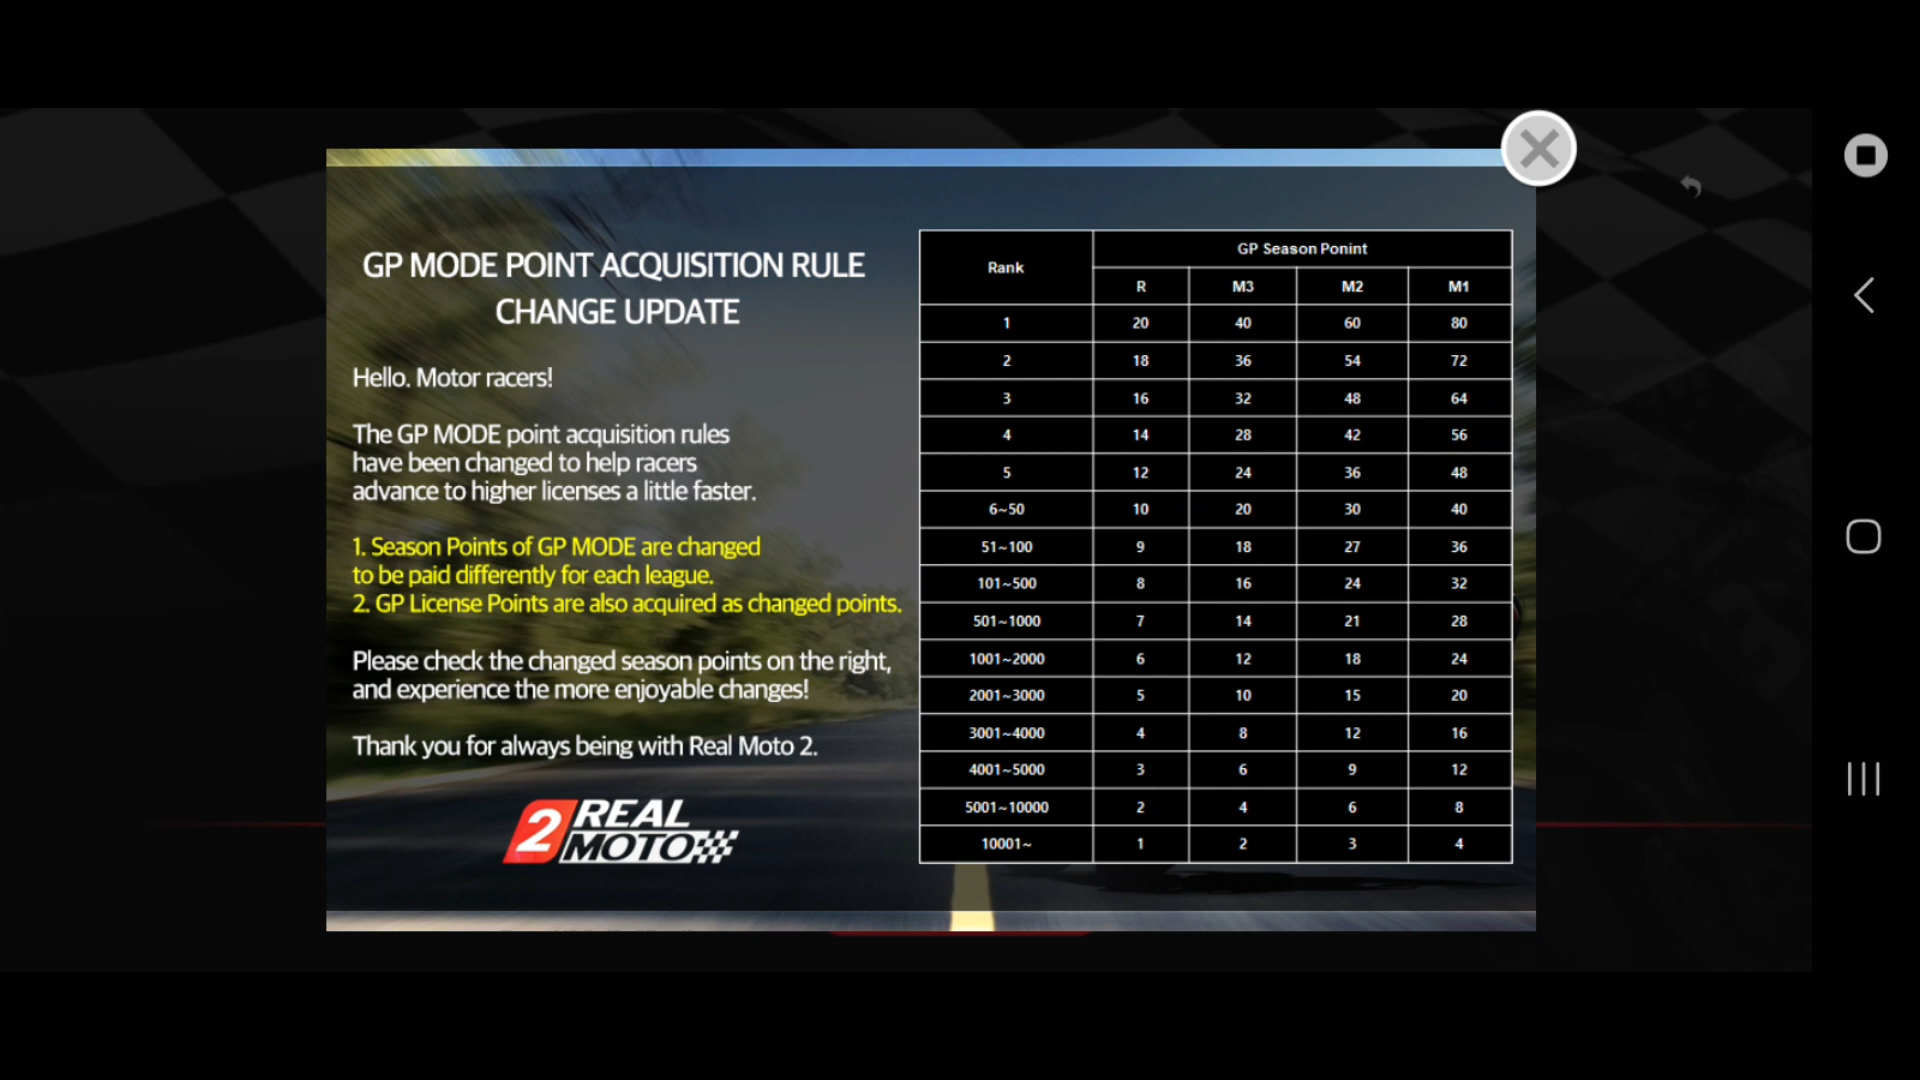 GP MODE POINT ACQUISITION RULE
CHANGE UPDATE
Hello. Motor racers!
The GP MODE point acquisition rules
have been changed to help racers
advance to higher licenses a little faster.
1. Season Points of GP MODE are changed
to be paid differently for each league.
2. GP License Points are also acquired as changed points.
Please check the changed season points on the right,
and experience the more enjoyable changes!
Thank you for always being with Real Moto 2.
2 REAL
MOTO
Rank GP Season Ponint
R M3 M2 M1
1 20 40 60 80
2 18 36 54 72
3 16 32 48 64
4 14 28 42 56
5 12 24 36 48
6~50 10 20 30 40
51~100 9 18 27 36
101~500 8 16 24 32
501~1000 7 14 21 28
1001~2000 6 12 18 24
2001~3000 5 10 15 20
3001~4000 4 8 12 16
4001~5000 3 6 9 12
5001~10000 2 4 6 8
10001~ 1 2 3 4